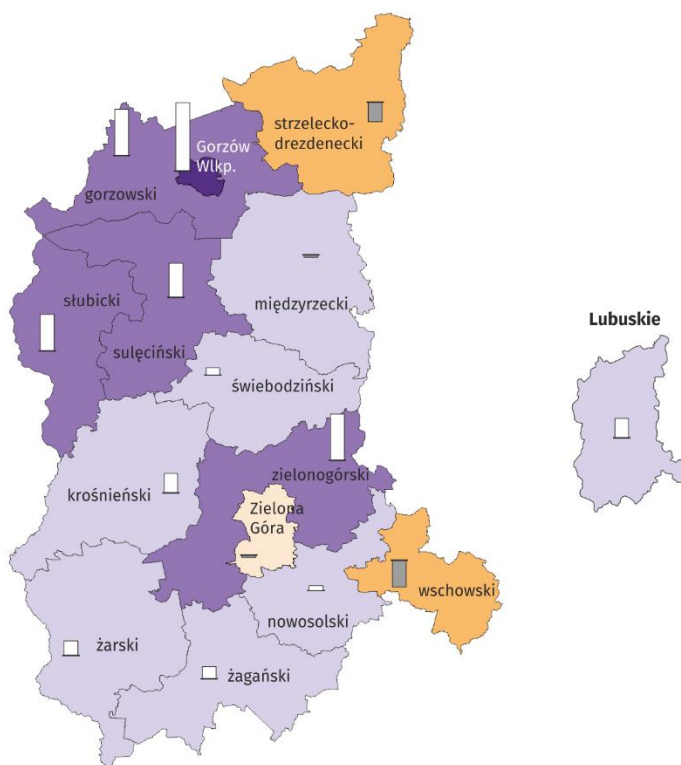 strzelecko-
drezdenecki
Gorzów
Wlkp.
gorzowski
słubicki
sulęciński
międzyrzecki
świebodziński
Lubuskie
krośnieński
zielonogórski
Zielona
Góra
wschowski
nowosolski
żarski
żagański